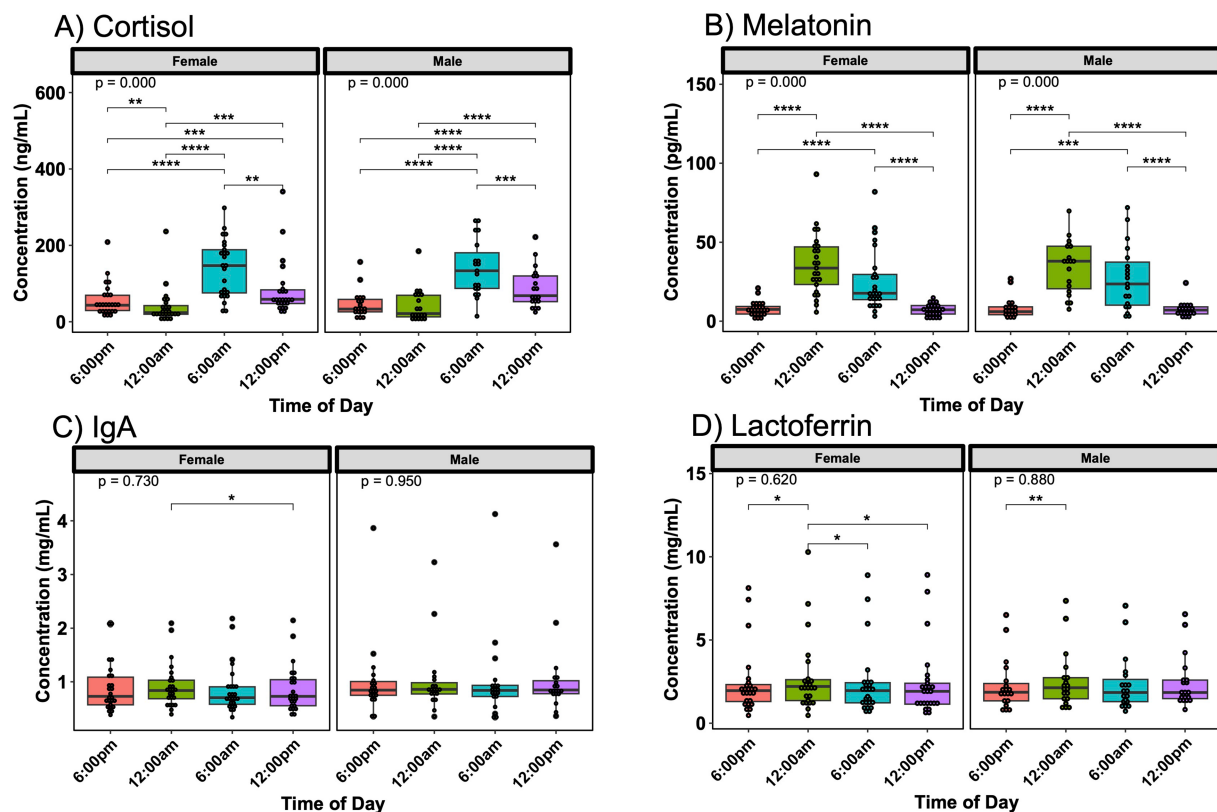 A) Cortisol
Female
Male
p = 0.000
p = 0.000
**
***
***
****
****
**
****
****
****
****
***
Concentration (ng/mL)
600
400
200
0
6:00pm
12:00am
6:00am
12:00pm
6:00pm
12:00am
6:00am
12:00pm
Time of Day
B) Melatonin
Female
Male
p = 0.000
p = 0.000
****
****
****
****
****
****
***
****
Concentration (pg/mL)
150
100
50
0
6:00pm
12:00am
6:00am
12:00pm
6:00pm
12:00am
6:00am
12:00pm
Time of Day
C) IgA
Female
Male
p = 0.730
p = 0.950
*
Concentration (mg/mL)
4
3
2
1
6:00pm
12:00am
6:00am
12:00pm
6:00pm
12:00am
6:00am
12:00pm
Time of Day
D) Lactoferrin
Female
Male
p = 0.620
p = 0.880
*
*
*
**
Concentration (mg/mL)
15
10
5
0
6:00pm
12:00am
6:00am
12:00pm
6:00pm
12:00am
6:00am
12:00pm
Time of Day